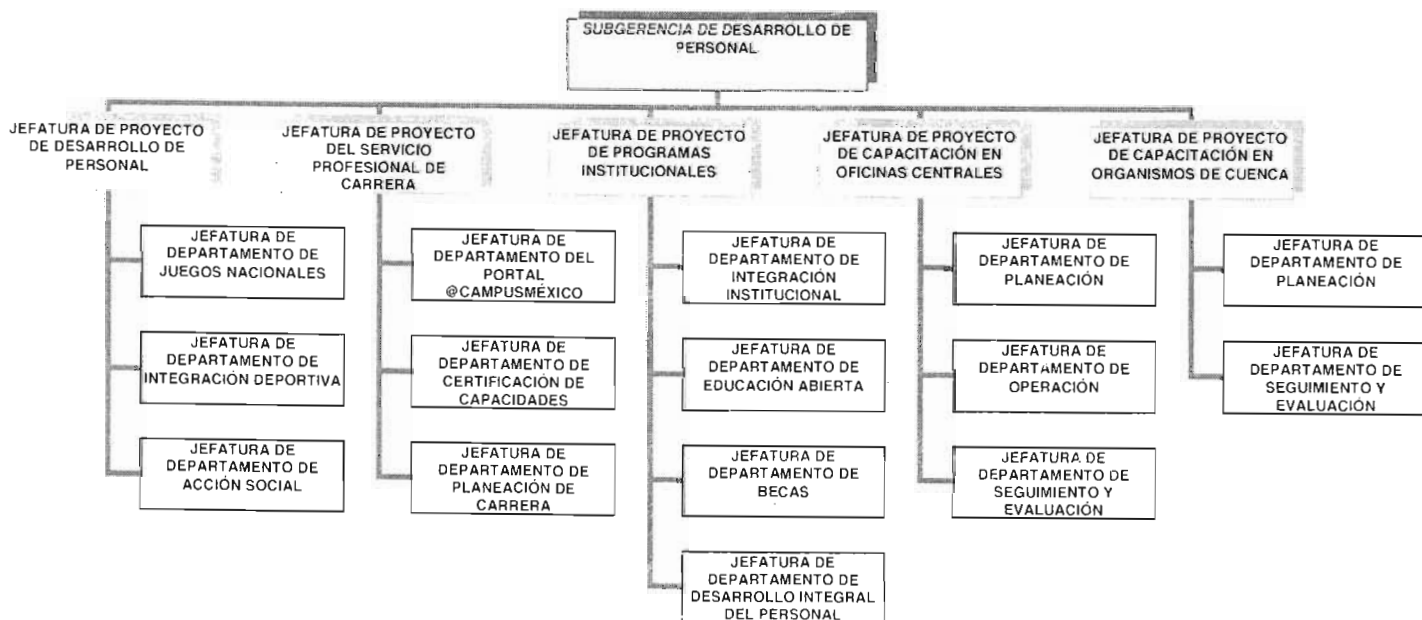 SUBGERENCIA DE DESARROLLO DE
PERSONAL
JEFATURA DE PROYECTO
DE DESARROLLO DE
PERSONAL
JEFATURA DE
DEPARTAMENTO DE
JUEGOS NACIONALES
JEFATURA DE
DEPARTAMENTO DE
INTEGRACIÓN DEPORTIVA
JEFATURA DE
DEPARTAMENTO DE
ACCIÓN SOCIAL
JEFATURA DE PROYECTO
DEL SERVICIO
PROFESIONAL DE
CARRERA
JEFATURA DE
DEPARTAMENTO DEL
PORTAL
@CAMPUSMÉXICO
JEFATURA DE
DEPARTAMENTO DE
CERTIFICACIÓN DE
CAPACIDADES
JEFATURA DE
DEPARTAMENTO DE
PLANEACIÓN DE
CARRERA
JEFATURA DE PROYECTO
DE PROGRAMAS
INSTITUCIONALES
JEFATURA DE
DEPARTAMENTO DE
INTEGRACIÓN
INSTITUCIONAL
JEFATURA DE
DEPARTAMENTO DE
EDUCACIÓN ABIERTA
JEFATURA DE
DEPARTAMENTO DE
BECAS
JEFATURA DE
DEPARTAMENTO DE
DESARROLLO INTEGRAL
DEL PERSONAL
JEFATURA DE PROYECTO
DE CAPACITACIÓN EN
OFICINAS CENTRALES
JEFATURA DE
DEPARTAMENTO DE
PLANEACIÓN
JEFATURA DE
DEPARTAMENTO DE
OPERACIÓN
JEFATURA DE
DEPARTAMENTO DE
SEGUIMIENTO Y
EVALUACIÓN
JEFATURA DE PROYECTO
DE CAPACITACIÓN EN
ORGANISMOS DE CUENCA
JEFATURA DE
DEPARTAMENTO DE
PLANEACIÓN
JEFATURA DE
DEPARTAMENTO DE
SEGUIMIENTO Y
EVALUACIÓN